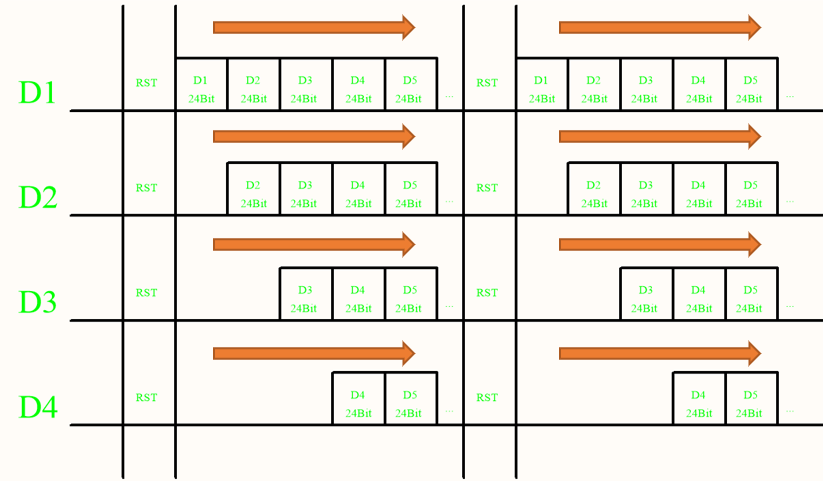 D1 RST D1 D2 D3 D4 D5 RST D1 D2 D3 D4 D5
24Bit 24Bit 24Bit 24Bit 24Bit ... 24Bit 24Bit 24Bit 24Bit 24Bit ...
D2 RST D2 D3 D4 D5 RST D2 D3 D4 D5
24Bit 24Bit 24Bit 24Bit ... 24Bit 24Bit 24Bit 24Bit ...
D3 RST D3 D4 D5 RST D3 D4 D5
24Bit 24Bit 24Bit ... 24Bit 24Bit 24Bit ...
D4 RST D4 D5 RST D4 D5
24Bit 24Bit ... 24Bit 24Bit ...